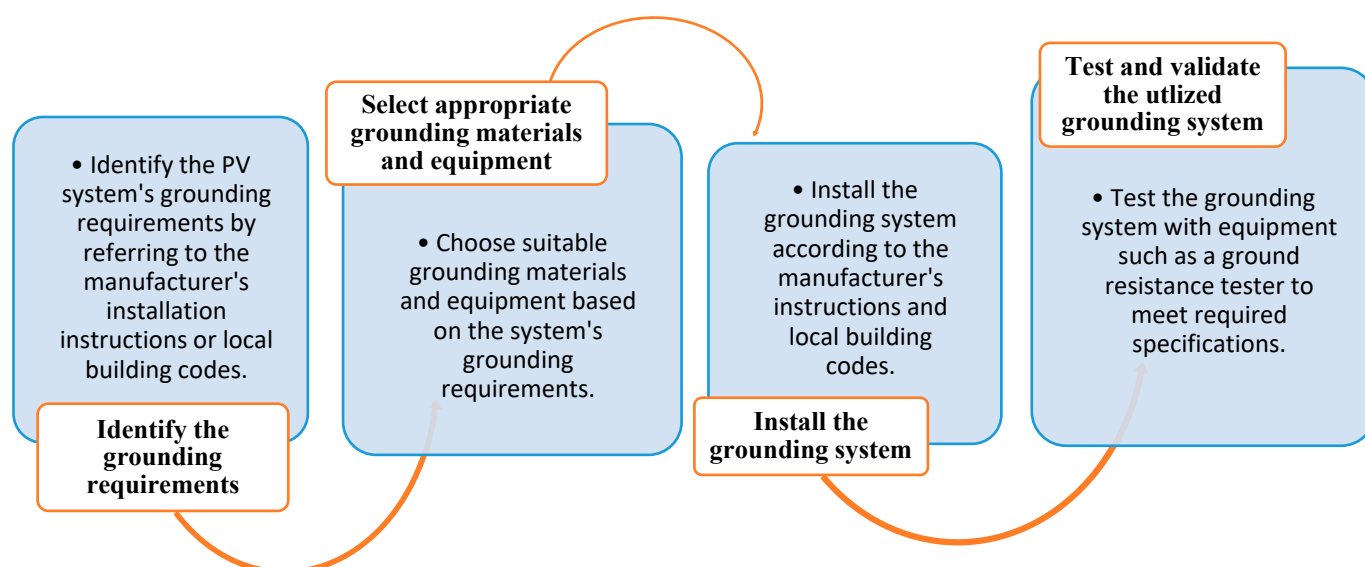 • Identify the PV
system's grounding
requirements by
referring to the
manufacturer's
installation
instructions or local
building codes.
Identify the
grounding
requirements
Select appropriate
grounding materials
and equipment
• Choose suitable
grounding materials
and equipment based
on the system's
grounding
requirements.
• Install the
grounding system
according to the
manufacturer's
instructions and
local building
codes.
Install the
grounding system
Test and validate
the utlized
grounding system
• Test the grounding
system with equipment
such as a ground
resistance tester to
meet required
specifications.